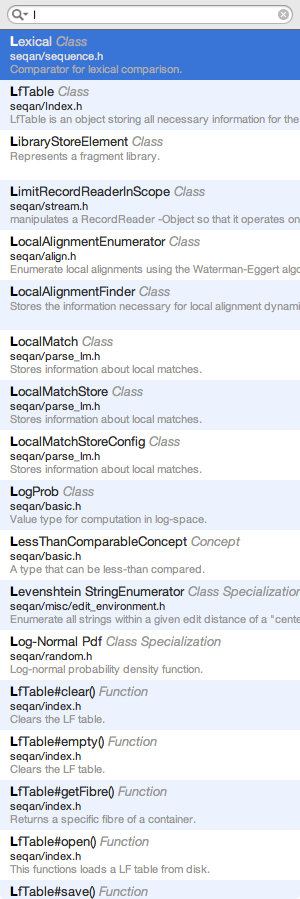 l
Lexical Class
seqan/sequence.h
Comparator for lexical comparison.
LfTable Class
seqan/Index.h
LfTable is an object storing all necessary information for the
LibraryStoreElement Class
Represents a fragment library.
LimitRecordReaderInScope Class
seqan/stream.h
manipulates a RecordReader -Object so that it operates on
LocalAlignmentEnumerator Class
seqan/align.h
Enumerate local alignments using the Waterman-Eggert algo
LocalAlignmentFinder Class
Stores the information necessary for local alignment dynami
LocalMatch Class
seqan/parse_lm.h
Stores information about local matches.
LocalMatchStore Class
seqan/parse_lm.h
Stores information about local matches.
LocalMatchStoreConfig Class
seqan/parse_lm.h
Stores information about local matches.
LogProb Class
seqan/basic.h
Value type for computation in log-space.
LessThanComparableConcept Concept
seqan/basic.h
A type that can be less-than compared.
Levenshtein StringEnumerator Class Specialization
seqan/misc/edit_environment.h
Enumerate all strings within a given edit distance of a "cente
Log-Normal Pdf Class Specialization
seqan/random.h
Log-normal probability density function.
LfTable#clear() Function
seqan/index.h
Clears the LF table.
LfTable#empty() Function
seqan/index.h
Clears the LF table.
LfTable#getFibre() Function
seqan/index.h
Returns a specific fibre of a container.
LfTable#open() Function
seqan/index.h
This functions loads a LF table from disk.
LfTable#save() Function